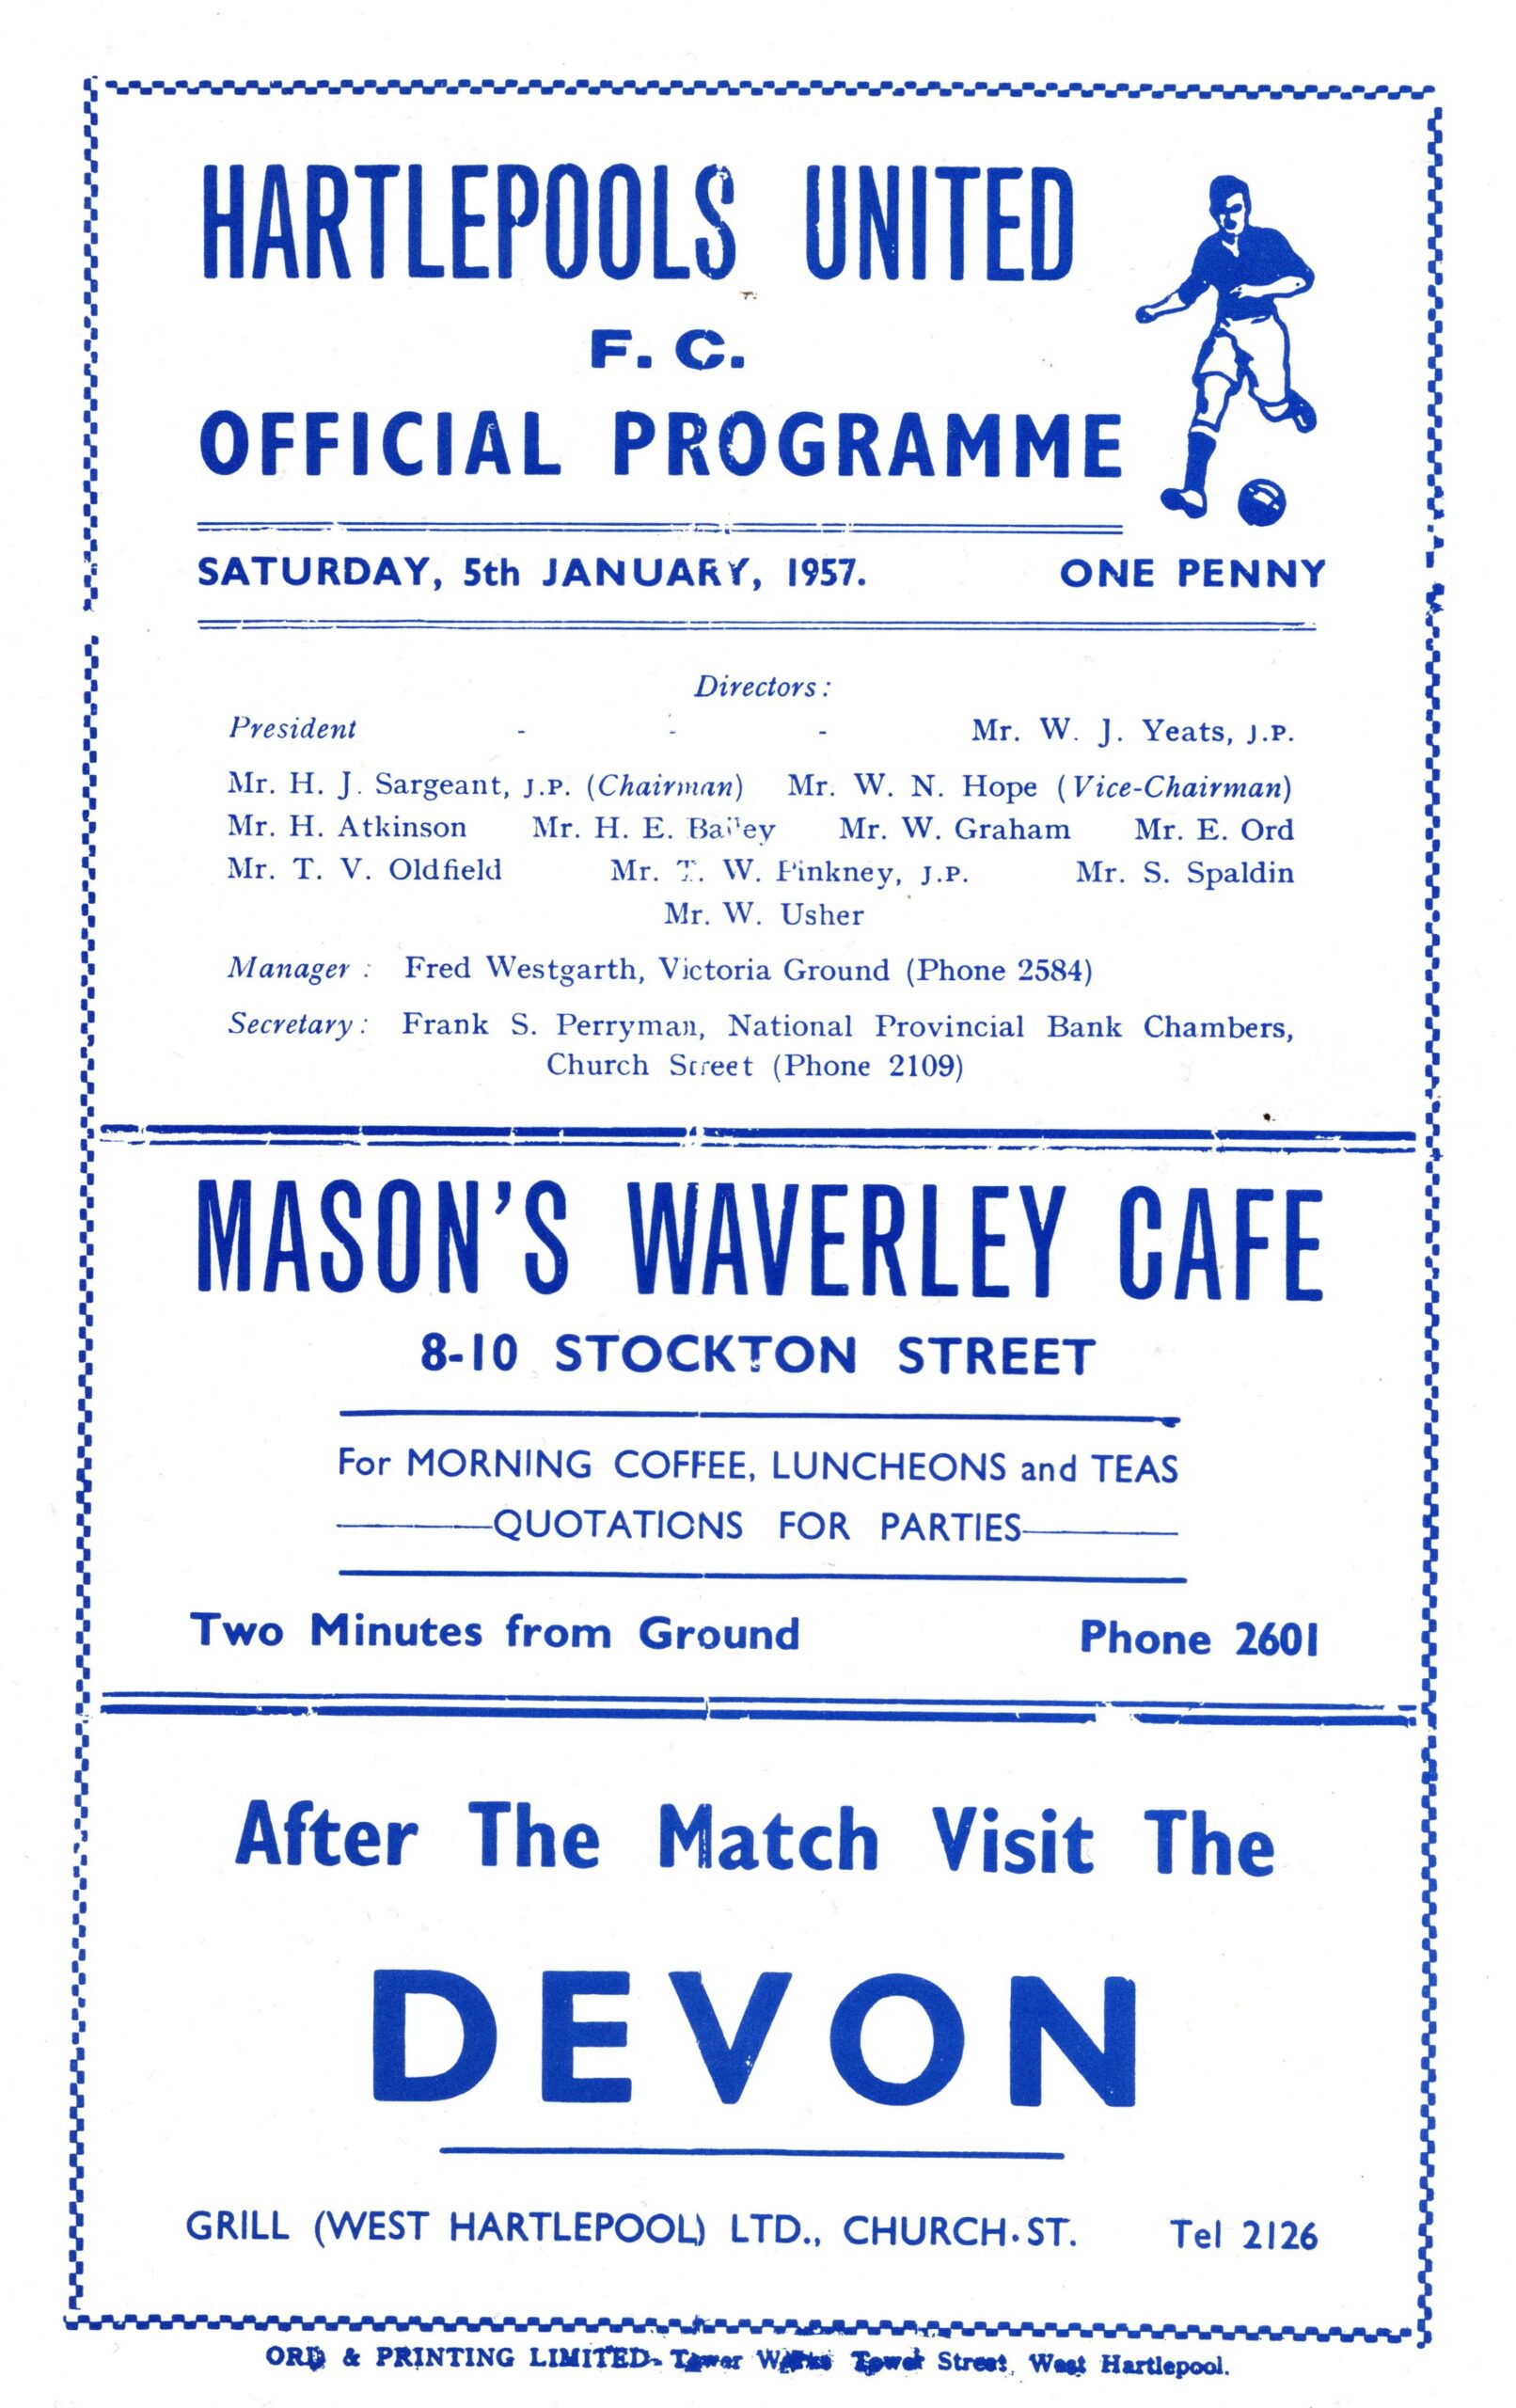 HARTLEPOOLS UNITED
F. C.
OFFICIAL PROGRAMME
SATURDAY, 5th JANUARY, 1957. ONE PENNY
Directors:
President - - - Mr. W. J. Yeats, J.P.
Mr. H. J. Sargeant, J.P. (Chairman) Mr. W. N. Hope (Vice-Chairman)
Mr. H. Atkinson Mr. H. E. Bailey Mr. W. Graham Mr. E. Ord
Mr. T. V. Oldfield Mr. T. W. Pinkney, J.P. Mr. S. Spaldin
Mr. W. Usher
Manager : Fred Westgarth, Victoria Ground (Phone 2584)
Secretary: Frank S. Perryman, National Provincial Bank Chambers,
Church Street (Phone 2109)
MASON'S WAVERLEY CAFE
8-10 STOCKTON STREET
For MORNING COFFEE, LUNCHEONS and TEAS
QUOTATIONS FOR PARTIES
Two Minutes from Ground Phone 2601
After The Match Visit The
DEVON
GRILL (WEST HARTLEPOOL) LTD., CHURCH ST. Tel 2126
ORD & PRINTING LIMITED- Tower Works Tower Street, West Hartlepool.